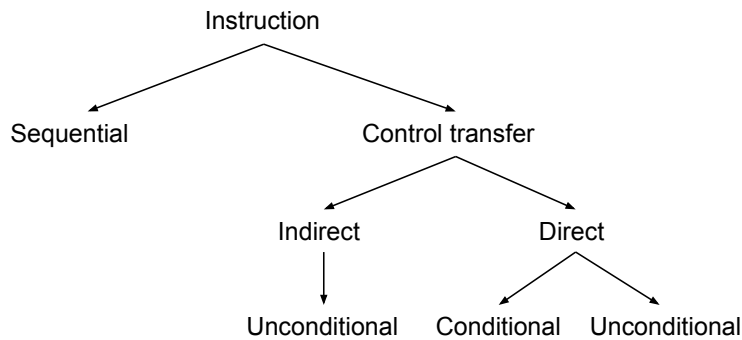 Instruction
Sequential
Control transfer
Indirect
Direct
Unconditional
Conditional
Unconditional